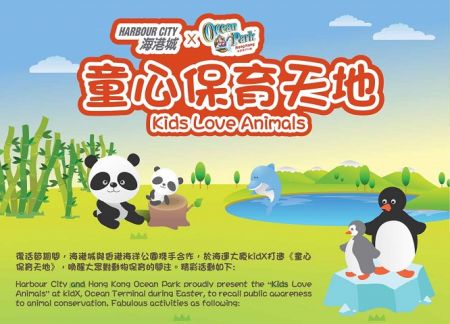 HARBOUR CITY
海港城
x
Ocean Park
童心保育天地
Kids Love Animals
復活節期間，海港城與香港海洋公園攜手合作，於海運大廈kidX打造《童心
保育天地》，喚醒大眾對動物保育的關注。精彩活動如下：
Harbour City and Hong Kong Ocean Park proudly present the "Kids Love
Animals" at kidX, Ocean Terminal during Easter, to recall public awareness
to animal conservation. Fabulous activities as following: